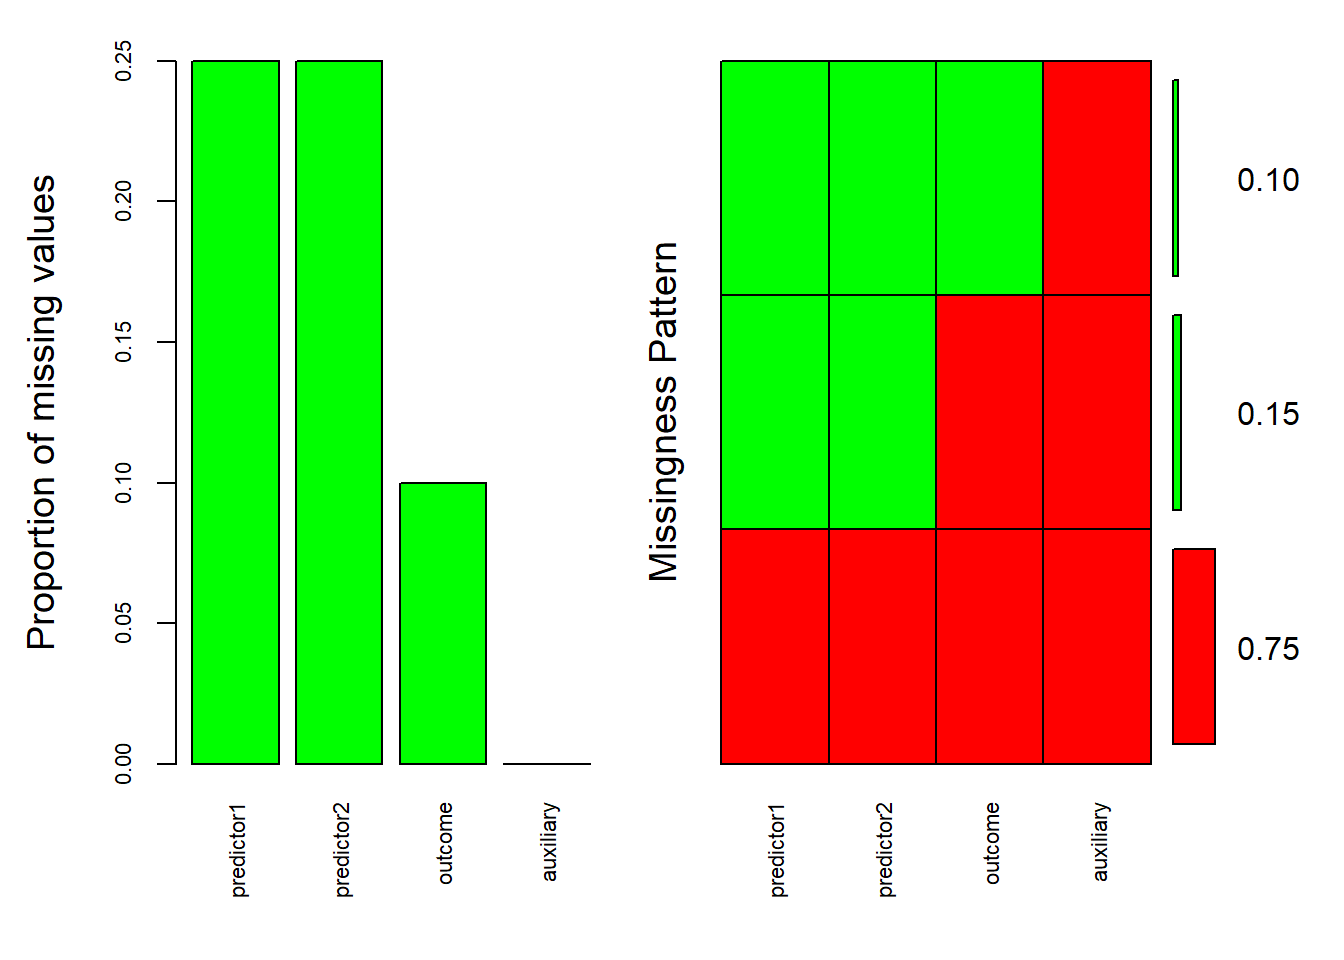 Proportion of missing values
0.25
0.20
0.15
0.10
0.05
0.00
predictor1
predictor2
outcome
auxiliary
Missingness Pattern
predictor1
predictor2
outcome
auxiliary
0.10
0.15
0.75